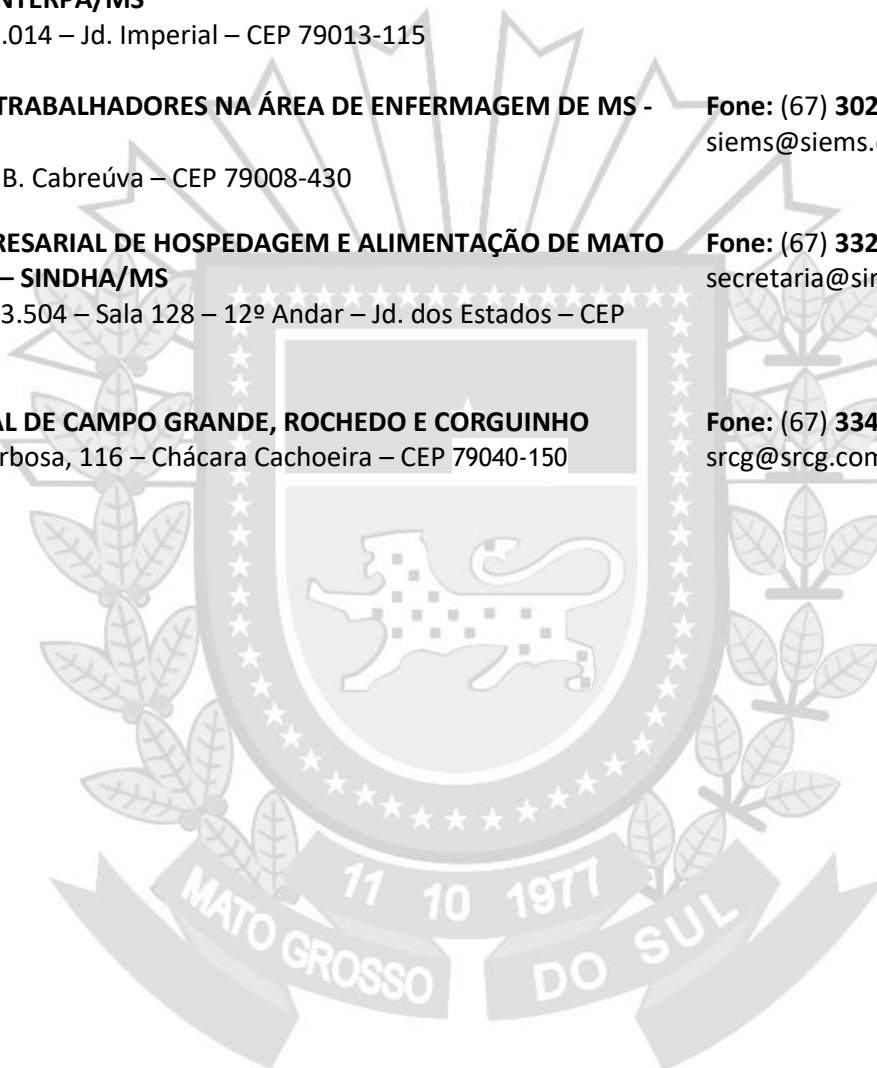 INTERPA/MS
.014 – Jd. Imperial – CEP 79013-115
TRABALHADORES NA ÁREA DE ENFERMAGEM DE MS - Fone: (67) 302
siems@siems.
B. Cabreúva – CEP 79008-430
RESARIAL DE HOSPEDAGEM E ALIMENTAÇÃO DE MATO Fone: (67) 332
– SINDHA/MS secretaria@sin
3.504 – Sala 128 – 12º Andar – Jd. dos Estados – CEP
AL DE CAMPO GRANDE, ROCHEDO E CORGUINHO Fone: (67) 334
rbosa, 116 – Chácara Cachoeira – CEP 79040-150 srcg@srcg.com
11 10 1977
MATO GROSSO DO SUL